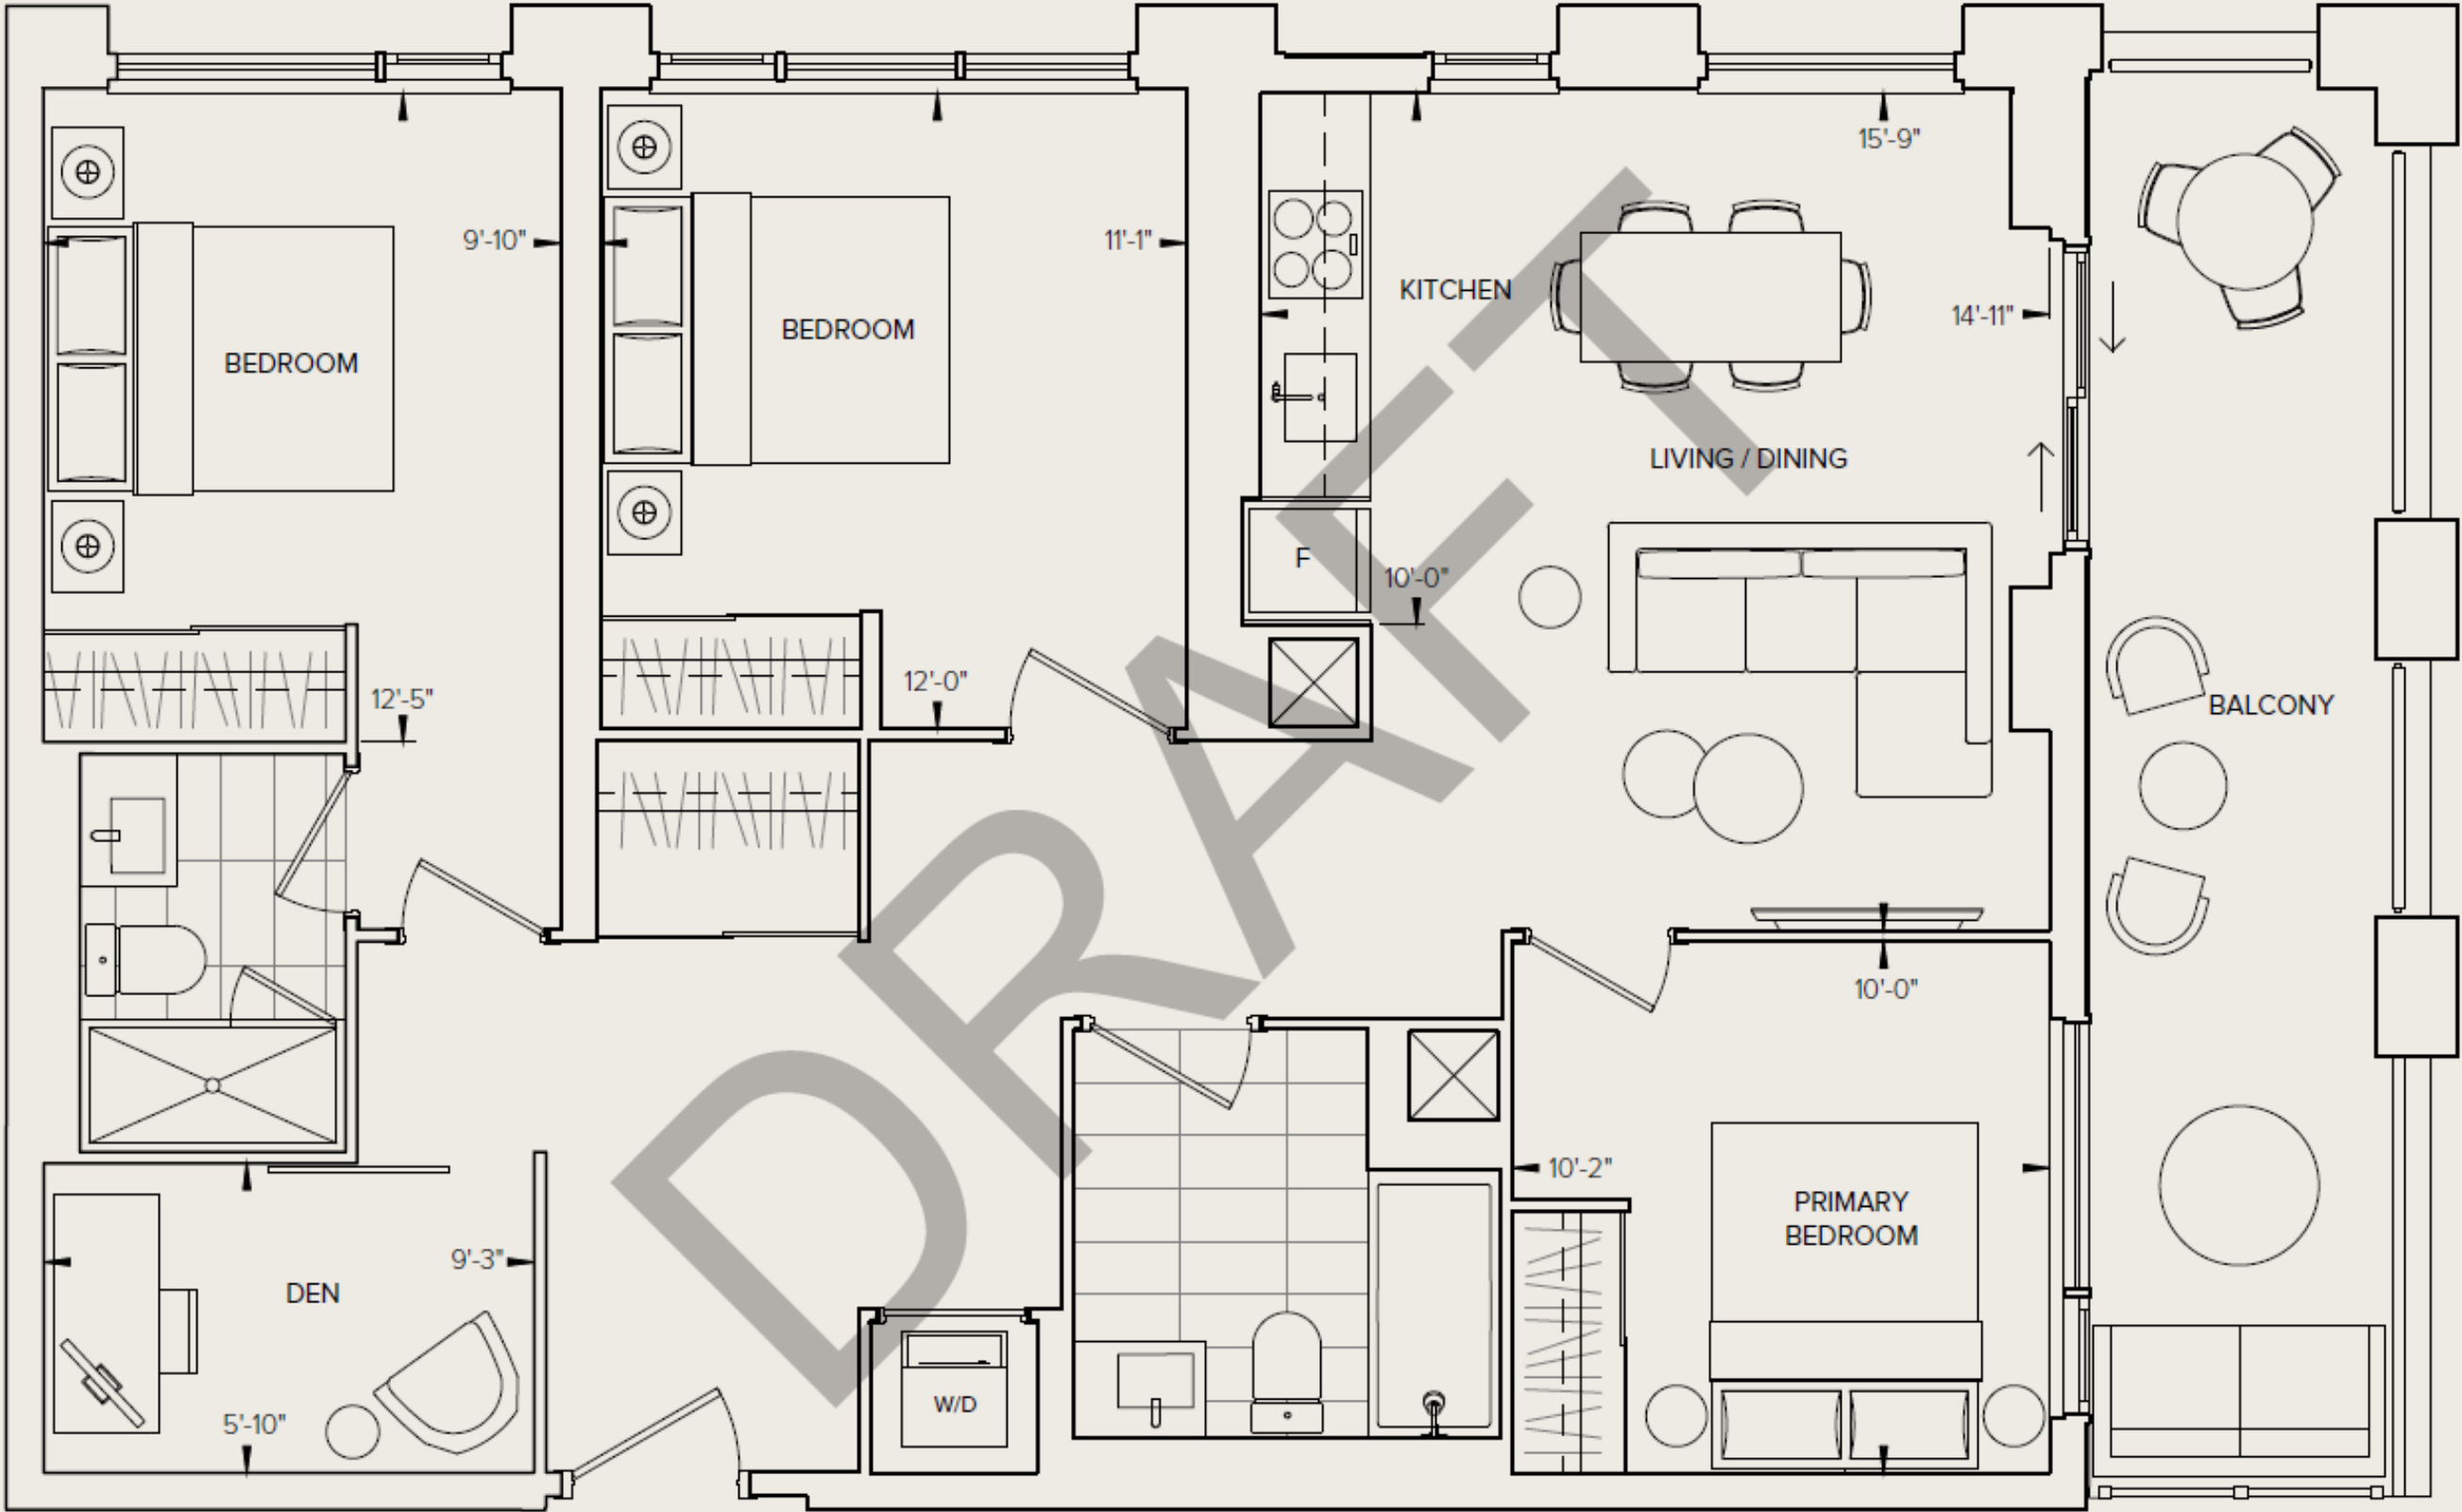 15'-9"
9'-10"
11'-1"
KITCHEN
14'-11"
BEDROOM
BEDROOM
LIVING / DINING
F
10'-0"
12'-5"
12'-0"
BALCONY
DRAFT
10'-0"
10'-2"
PRIMARY
BEDROOM
9'-3"
DEN
W/D
5'-10"